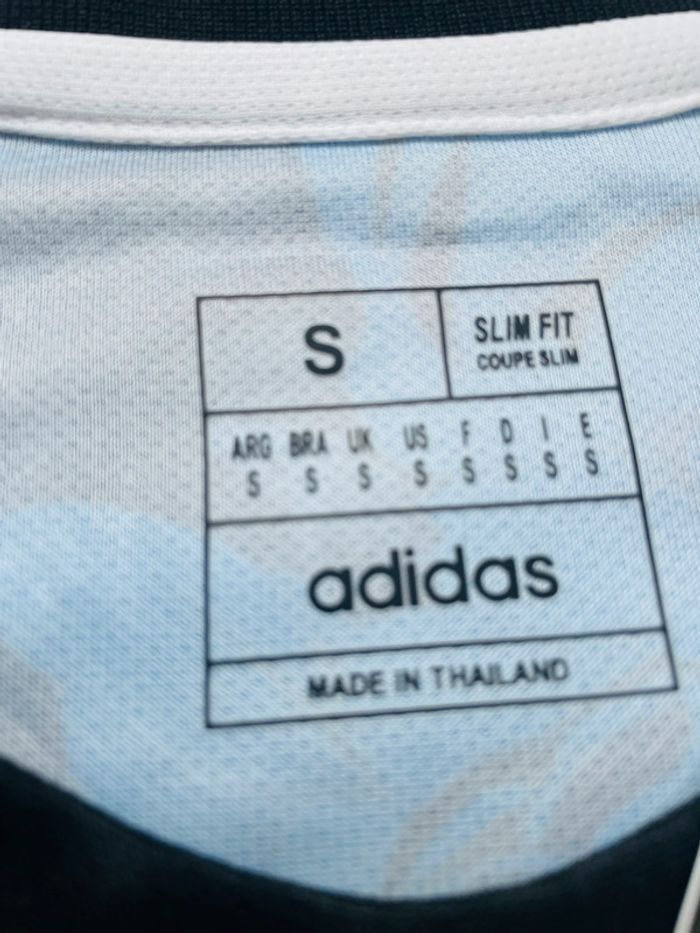 S
SLIM FIT
COUPE SLIM
ARG BRA UK US F D I E
S S S S S S S S
adidas
MADE IN THAILAND